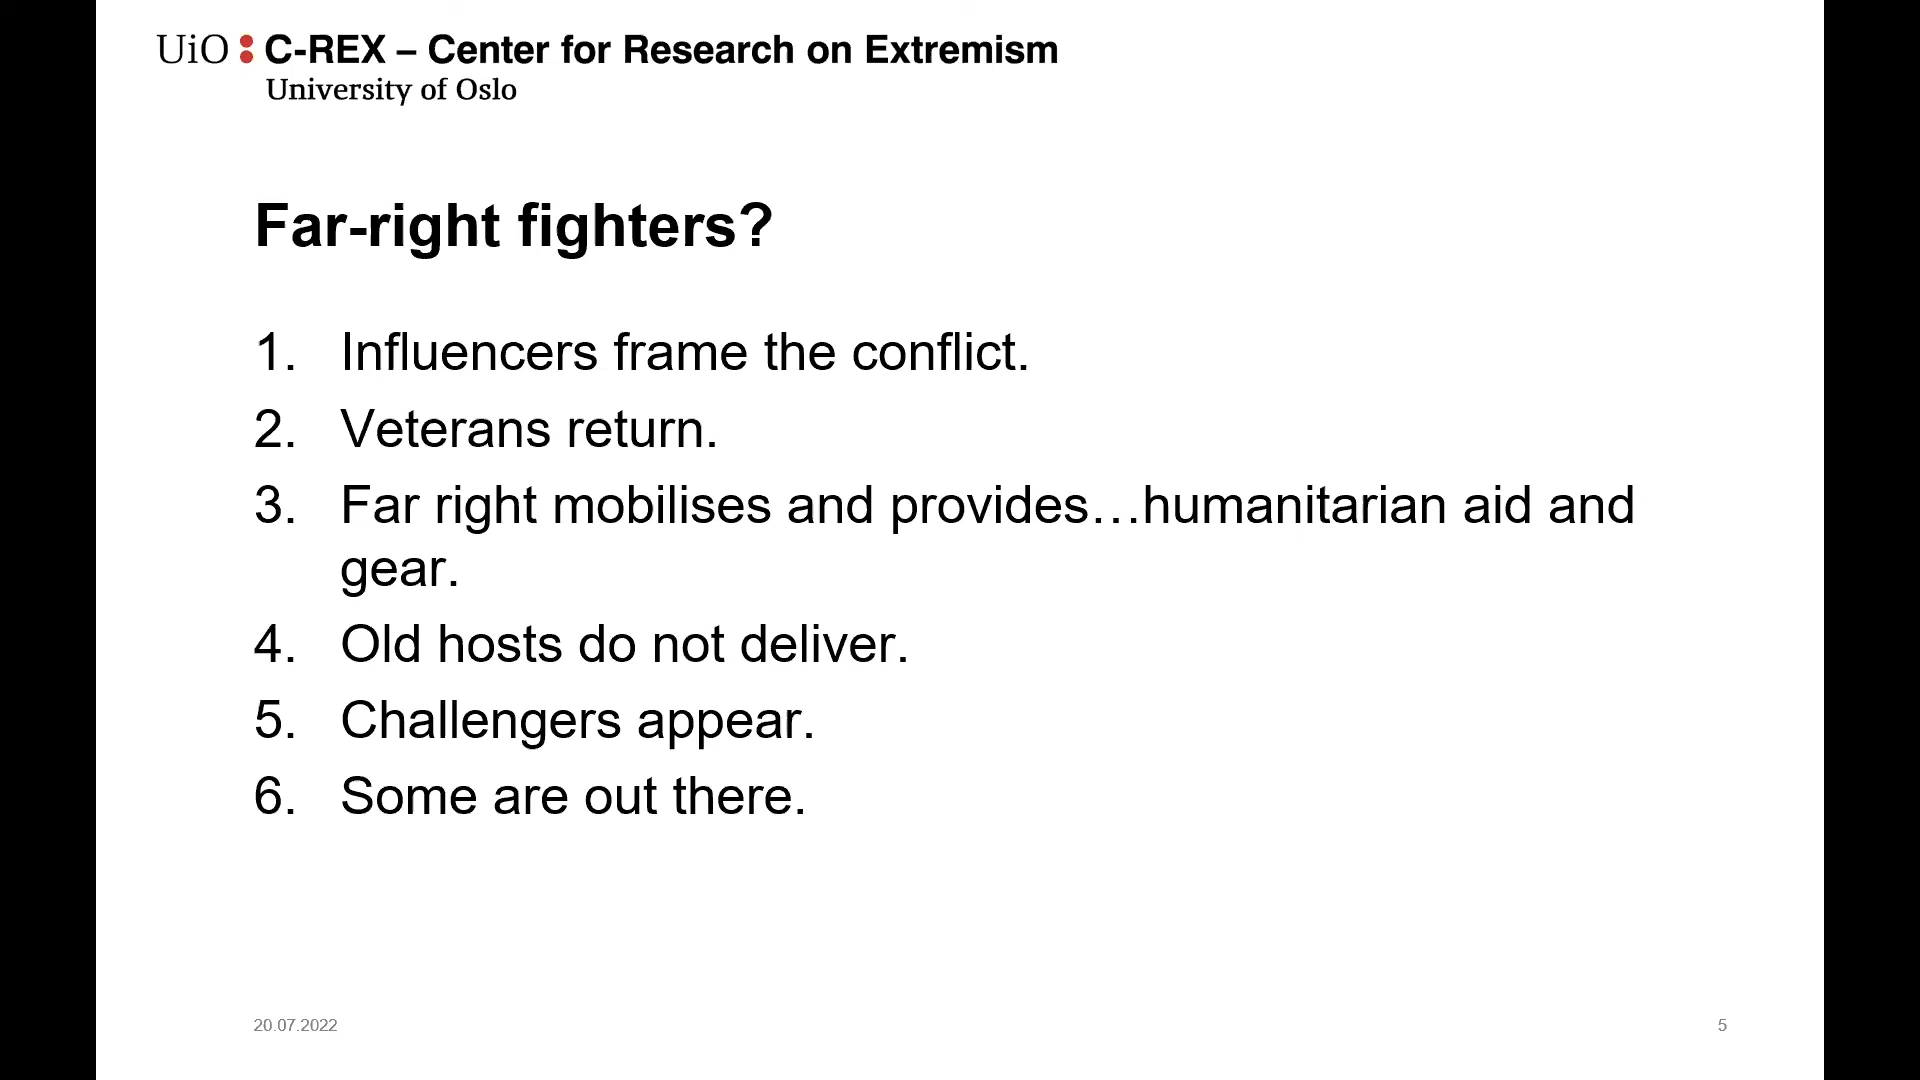 UiO C-REX – Center for Research on Extremism
University of Oslo
Far-right fighters?
1. Influencers frame the conflict.
2. Veterans return.
3. Far right mobilises and provides…humanitarian aid and
gear.
4. Old hosts do not deliver.
5. Challengers appear.
6. Some are out there.
20.07.2022
5